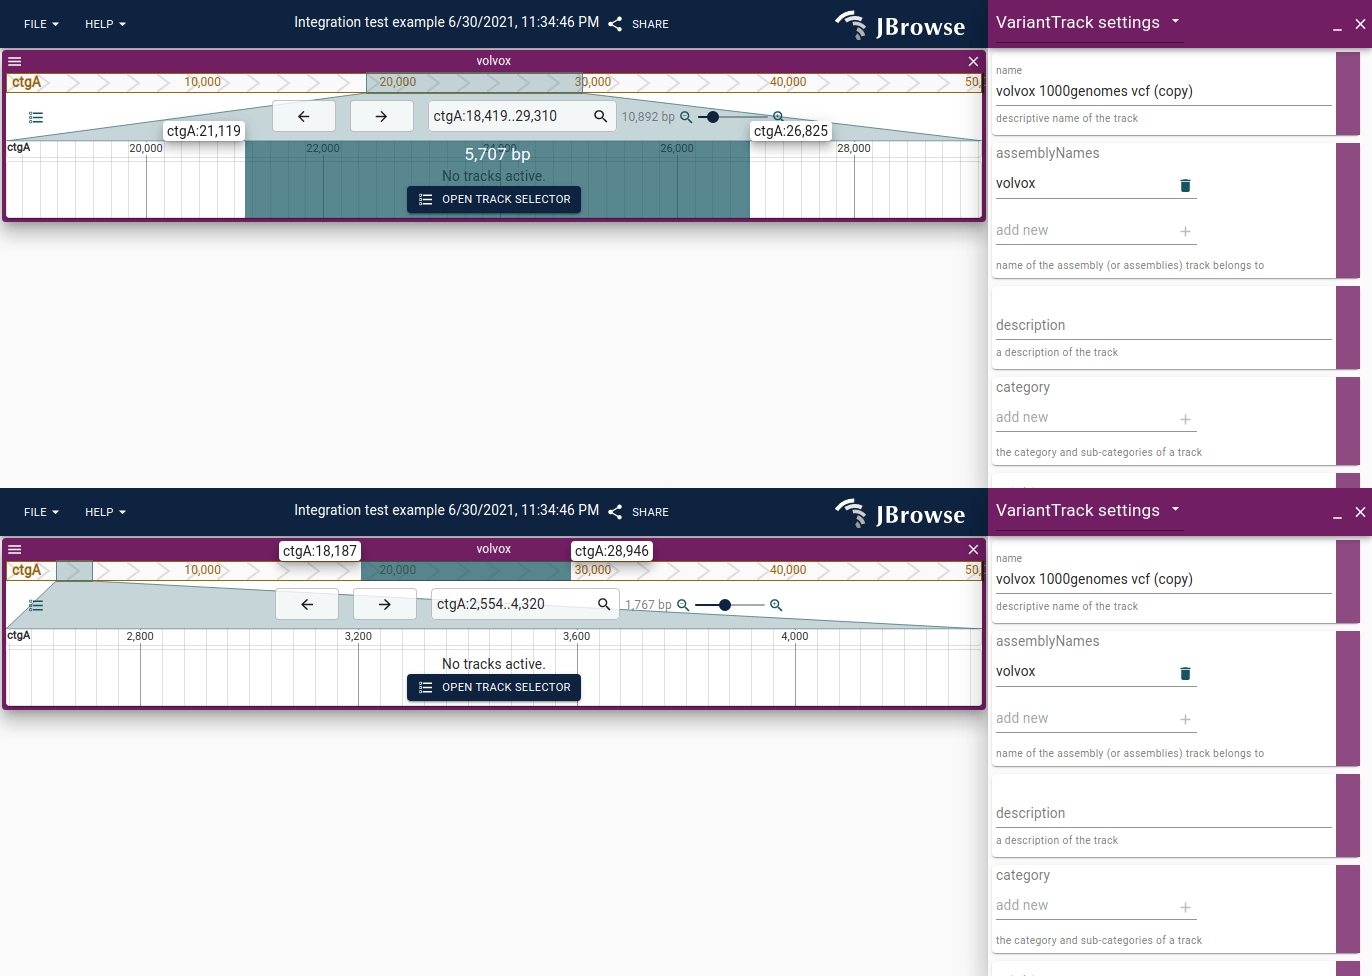 FILE HELP Integration test example 6/30/2021, 11:34:46 PM SHARE JBrowse
VariantTrack settings
volvox
ctgA 10,000 20,000 30,000 40,000 50,
ctgA:18,419..29,310 10,892 bp
ctgA:21,119 ctgA:26,825
ctgA 20,000 22,000 24,000 26,000 28,000
5,707 bp
No tracks active.
OPEN TRACK SELECTOR
name
volvox 1000genomes vcf (copy)
descriptive name of the track
assemblyNames
volvox
add new
name of the assembly (or assemblies) track belongs to
description
a description of the track
category
add new
the category and sub-categories of a track
FILE HELP Integration test example 6/30/2021, 11:34:46 PM SHARE JBrowse
VariantTrack settings
volvox
ctgA:18,187 ctgA:28,946
ctgA 10,000 20,000 30,000 40,000 50,
ctgA:2,554..4,320 1,767 bp
ctgA 2,800 3,200 3,600 4,000
No tracks active.
OPEN TRACK SELECTOR
name
volvox 1000genomes vcf (copy)
descriptive name of the track
assemblyNames
volvox
add new
name of the assembly (or assemblies) track belongs to
description
a description of the track
category
add new
the category and sub-categories of a track